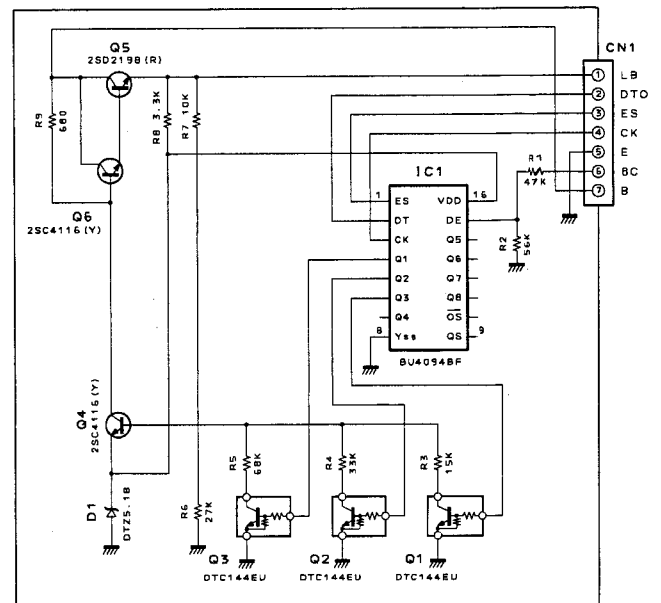 Q5
2SD2198(R)
CN1
1 LB
2 DTO
3 ES
4 CK
5 E
6 BC
7 B
R9
680
R8 3.3K
R7 10K
R1
47K
R2
56K
Q6
2SC4116(Y)
IC1
1 16
ES VDD
DT DE
CK Q5
Q1 Q6
Q2 Q7
Q3 Q8
Q4 OS
8 Vss QS 9
BU4094BF
Q4
2SC4116(Y)
D1
DTZ5.1B
R6
27K
R5
68K
R4
33K
R3
15K
Q3
DTC144EU
Q2
DTC144EU
Q1
DTC144EU